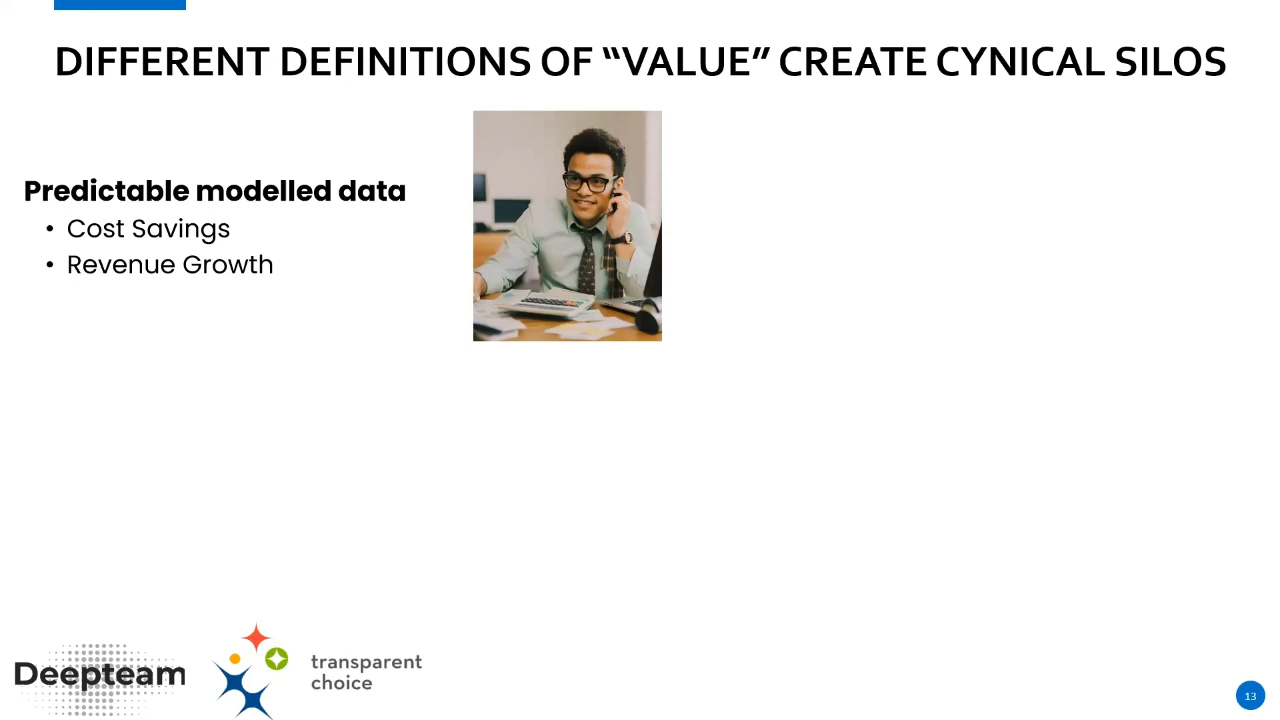 DIFFERENT DEFINITIONS OF “VALUE” CREATE CYNICAL SILOS
Predictable modelled data
• Cost Savings
• Revenue Growth
Deepteam
transparent
choice
13